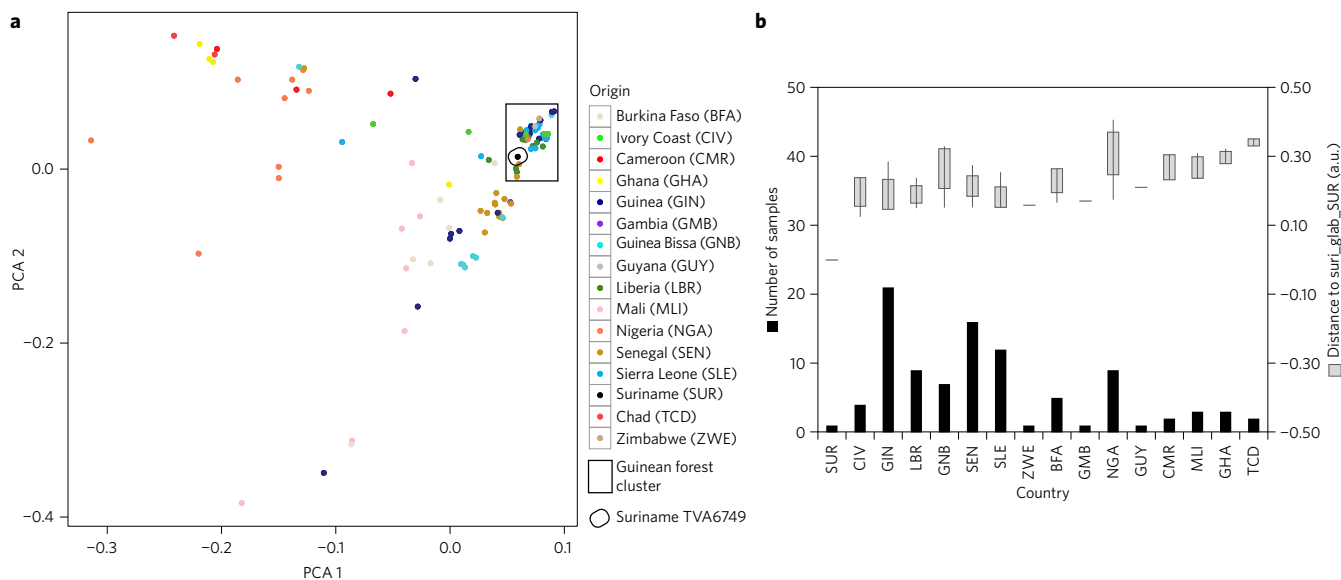 a
PCA 2
0.0
−0.2
−0.4
−0.3
−0.2
−0.1
0.0
0.1
PCA 1
Origin
Burkina Faso (BFA)
Ivory Coast (CIV)
Cameroon (CMR)
Ghana (GHA)
Guinea (GIN)
Gambia (GMB)
Guinea Bissa (GNB)
Guyana (GUY)
Liberia (LBR)
Mali (MLI)
Nigeria (NGA)
Senegal (SEN)
Sierra Leone (SLE)
Suriname (SUR)
Chad (TCD)
Zimbabwe (ZWE)
Guinean forest
cluster
Suriname TVA6749
b
Number of samples
50
40
30
20
10
0
0.50
0.30
0.10
−0.10
−0.30
−0.50
Distance to suri_glab_SUR (a.u.)
SUR
CIV
GIN
LBR
GNB
SEN
SLE
ZWE
BFA
GMB
NGA
GUY
CMR
MLI
GHA
TCD
Country